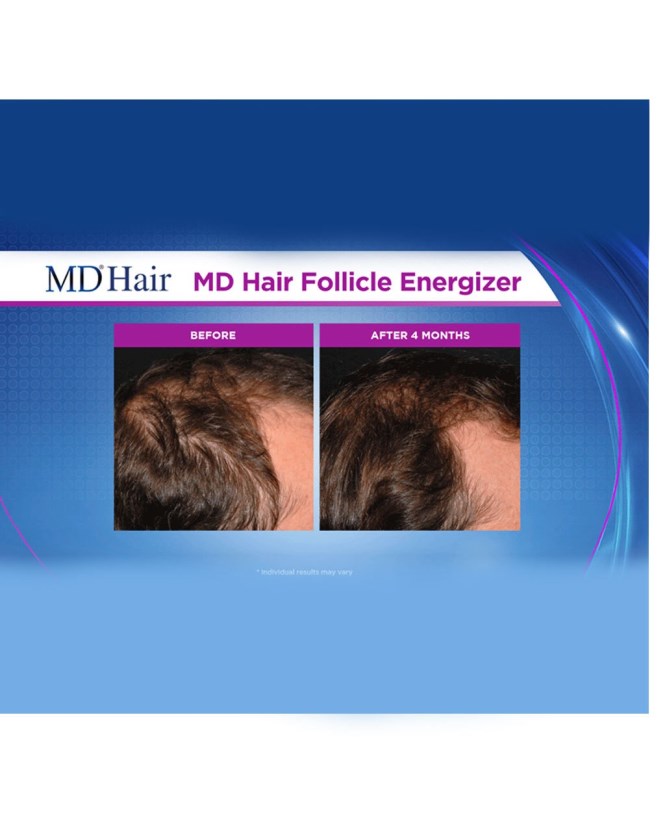 MD Hair MD Hair Follicle Energizer
BEFORE AFTER 4 MONTHS
* Individual results may vary